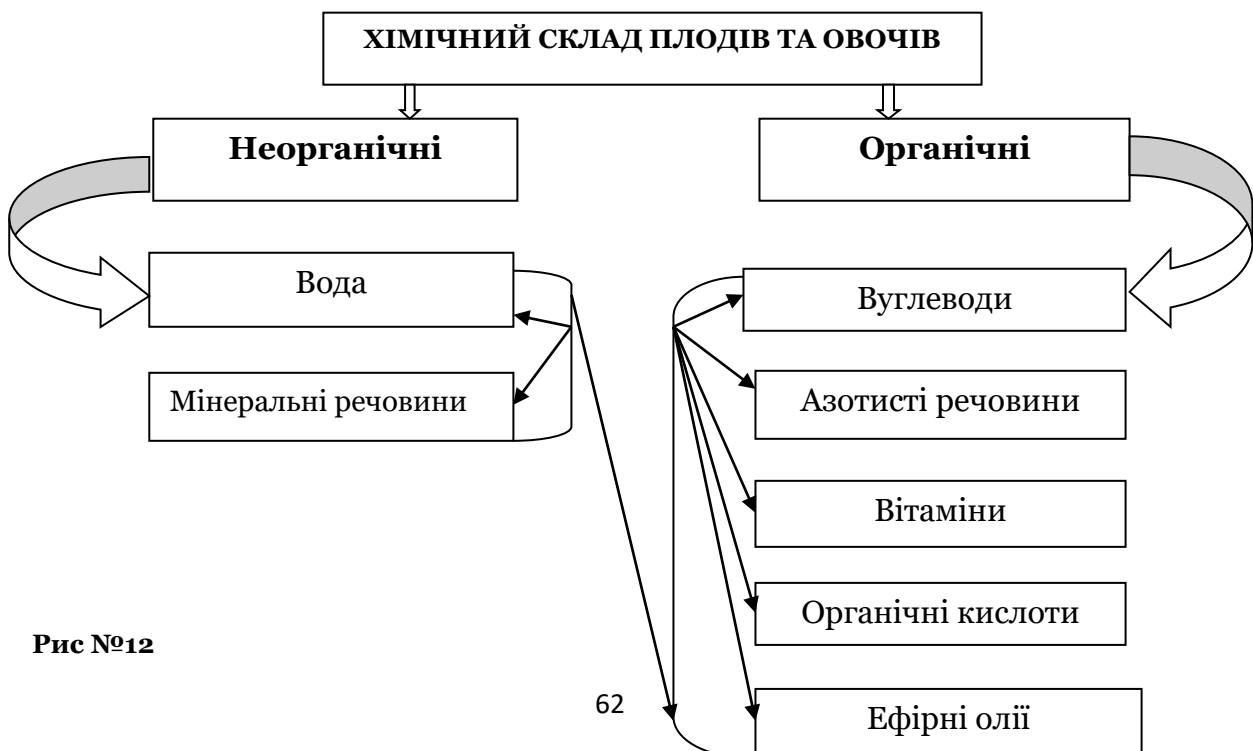 ХІМІЧНИЙ СКЛАД ПЛОДІВ ТА ОВОЧІВ
Неорганічні
Органічні
Вода
Мінеральні речовини
Вуглеводи
Азотисті речовини
Вітаміни
Органічні кислоти
Ефірні олії
Рис №12
62